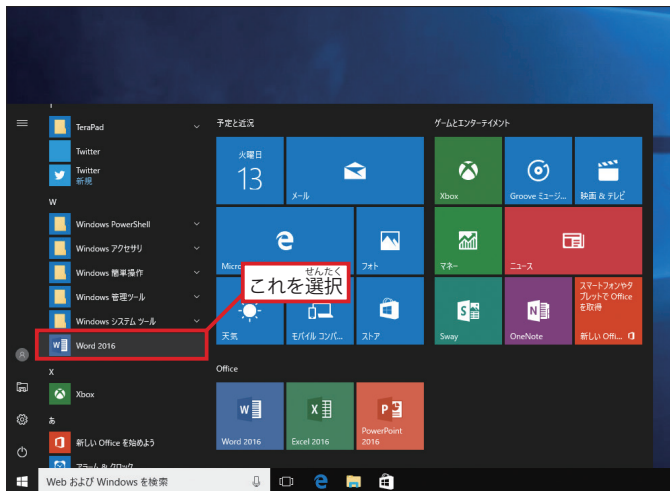 TeraPad
Twitter
Twitter
新規
W
Windows PowerShell
Windows アクセサリ
Windows 簡単操作
Windows 管理ツール
Windows システム ツール
Word 2016
X
Xbox
あ
新しい Office を始めよう
アラーム & クロック
予定と近況
火曜日
13
メール
Micro
フォト
せんたく
これを選択
天気
モバイル コンパ...
ストア
Office
Word 2016
Excel 2016
PowerPoint
2016
ゲームとエンターテイメント
Xbox
Groove ミュージ...
映画 & テレビ
マネー
ニュース
Sway
OneNote
スマートフォンやタ
ブレットで Office
を取得
新しい Offi...
Web および Windows を検索